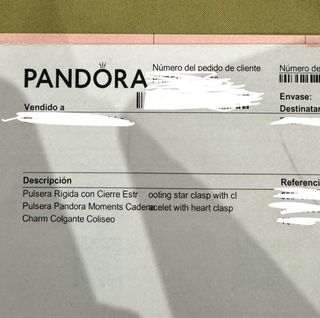 Número del pedido de cliente
Número de
PANDORA
Envase:
Vendido a
Destinatar
Descripción
Referenci
Pulsera Rígida con Cierre Estr ooting star clasp with cl
Pulsera Pandora Moments Cadena celet with heart clasp
Charm Colgante Coliseo